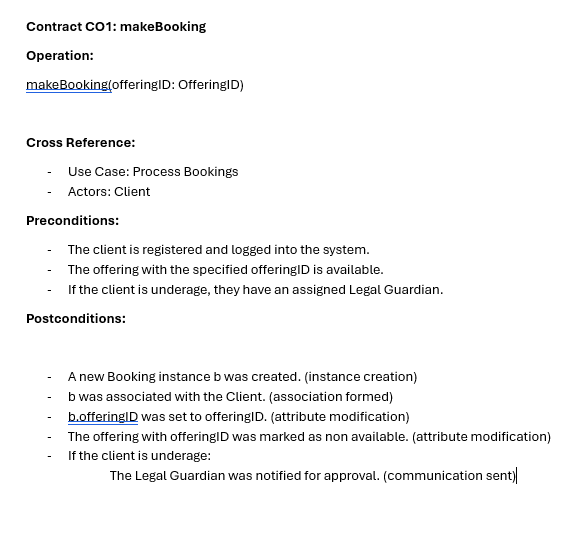 Contract CO1: makeBooking
Operation:
makeBooking(offeringID: OfferingID)
Cross Reference:
- Use Case: Process Bookings
- Actors: Client
Preconditions:
- The client is registered and logged into the system.
- The offering with the specified offeringID is available.
- If the client is underage, they have an assigned Legal Guardian.
Postconditions:
- A new Booking instance b was created. (instance creation)
- b was associated with the Client. (association formed)
- b.offeringID was set to offeringID. (attribute modification)
- The offering with offeringID was marked as non available. (attribute modification)
- If the client is underage:
The Legal Guardian was notified for approval. (communication sent)